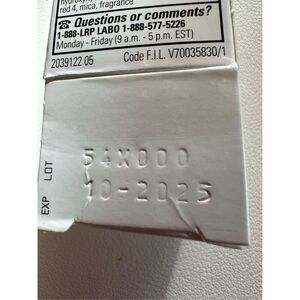 red 4, mica, fragrance
Questions or comments?
1-888-LRP LABO 1-888-577-5226
Monday - Friday (9 a.m. - 5 p.m. EST)
2039122 05 Code F.I.L. V70035830/1
LOT 54X000
EXP 10-2025